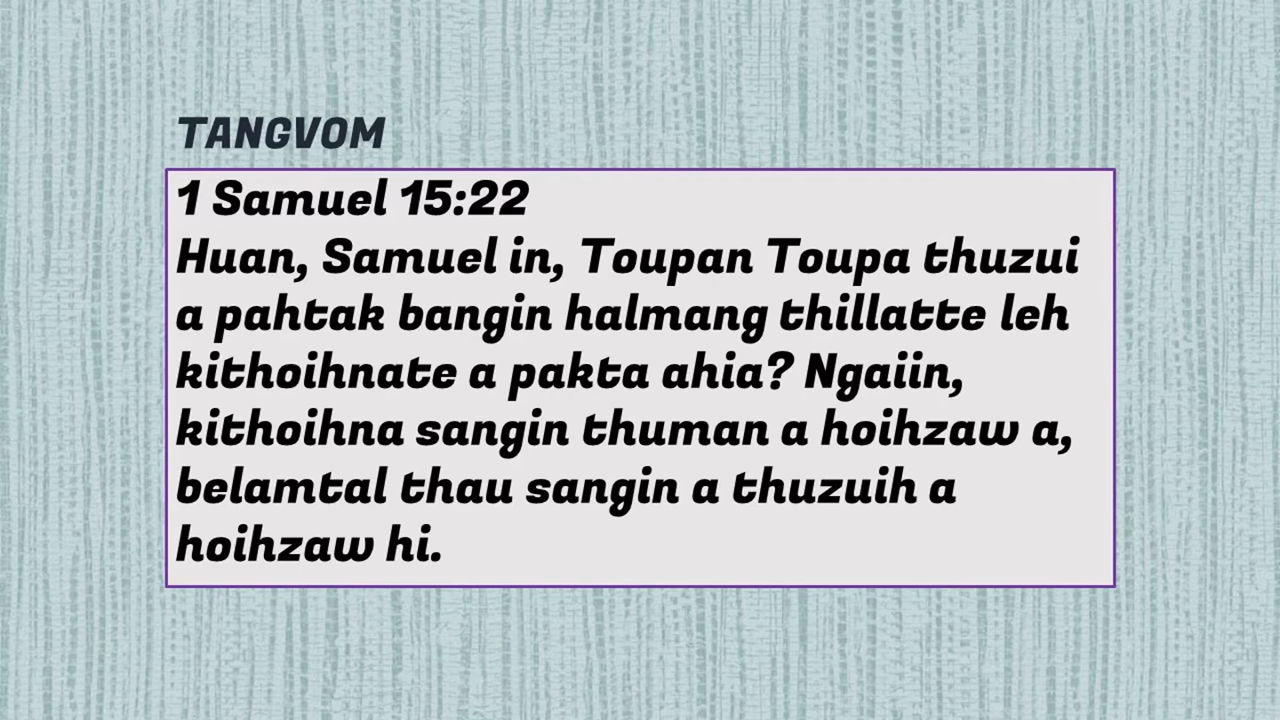 TANGVOM
1 Samuel 15:22
Huan, Samuel in, Toupan Toupa thuzui
a pahtak bangin halmang thillatte leh
kithoihnate a pakta ahia? Ngaiin,
kithoihna sangin thuman a hoihzaw a,
belamtal thau sangin a thuzuih a
hoihzaw hi.